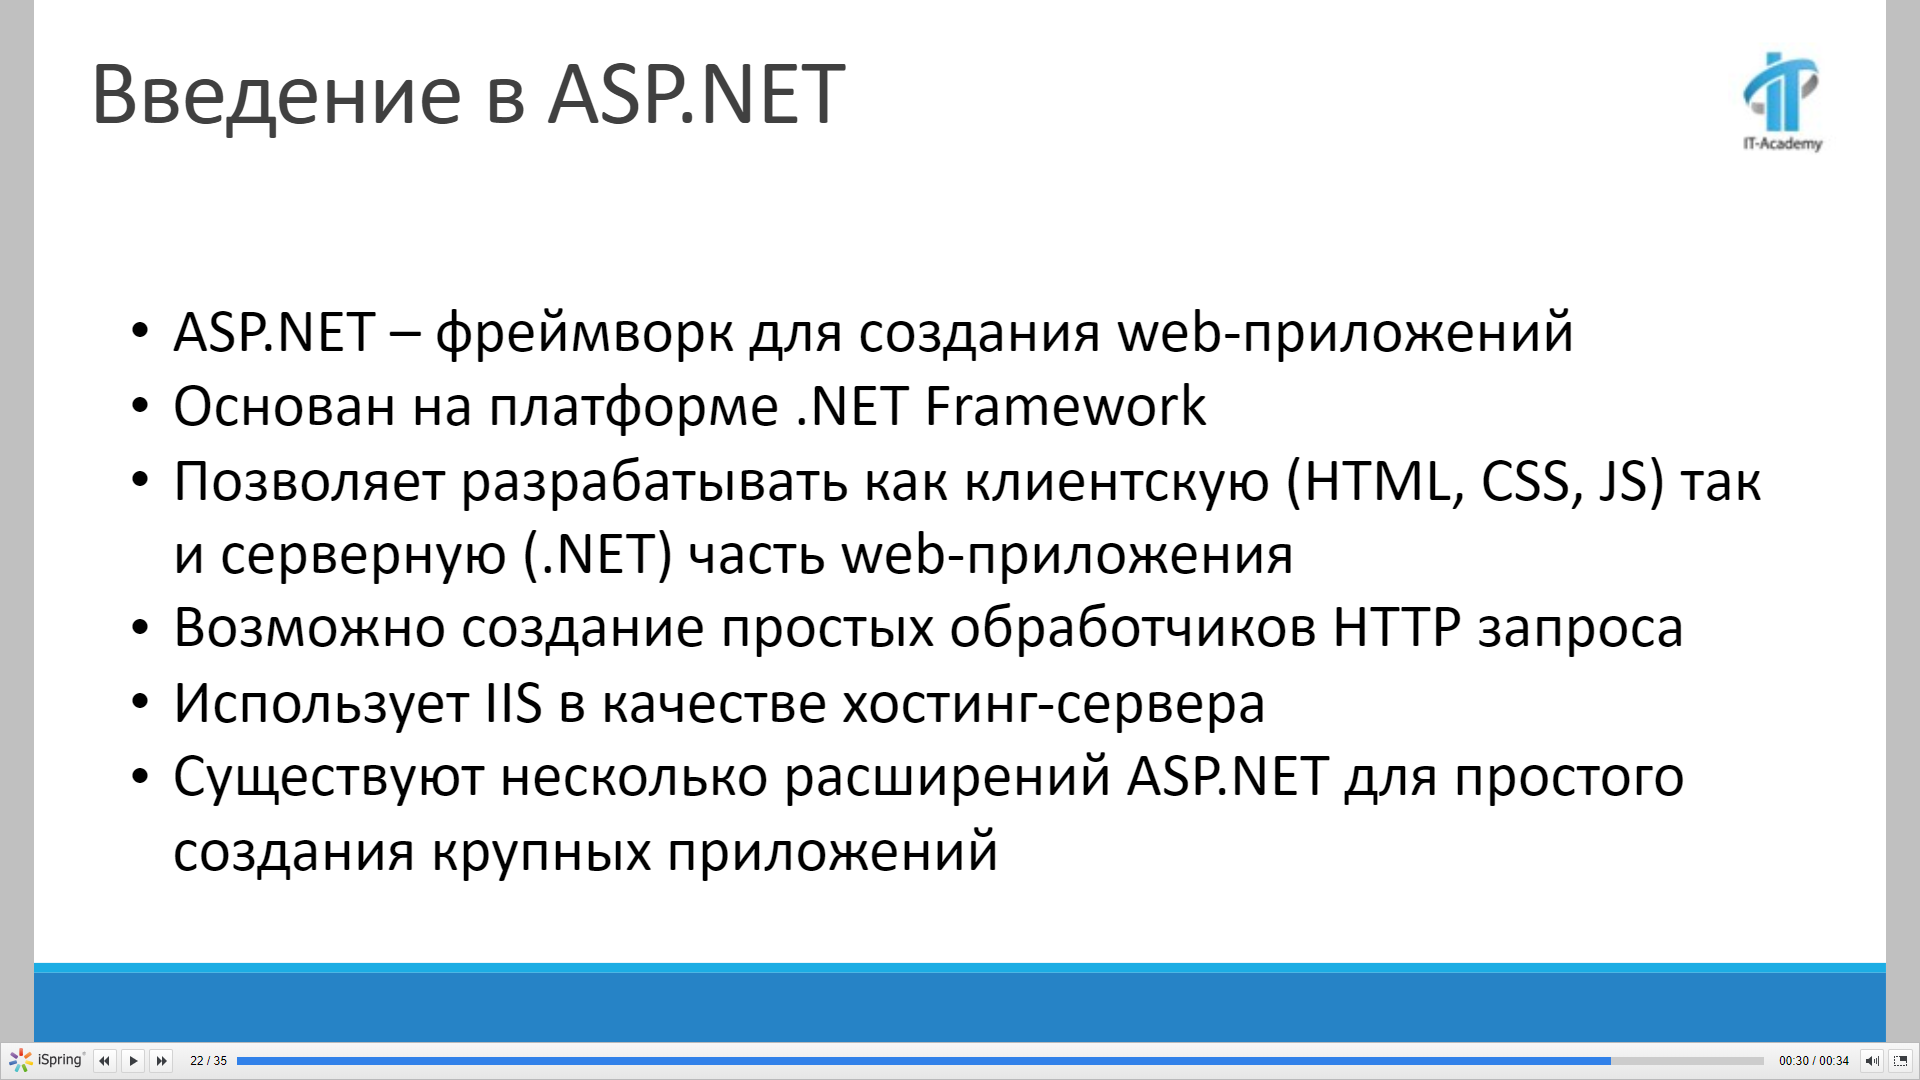 Введение в ASP.NET
IT-Academy
• ASP.NET – фреймворк для создания web-приложений
• Основан на платформе .NET Framework
• Позволяет разрабатывать как клиентскую (HTML, CSS, JS) так
и серверную (.NET) часть web-приложения
• Возможно создание простых обработчиков HTTP запроса
• Использует IIS в качестве хостинг-сервера
• Существуют несколько расширений ASP.NET для простого
создания крупных приложений
iSpring 22 / 35 00:30 / 00:34